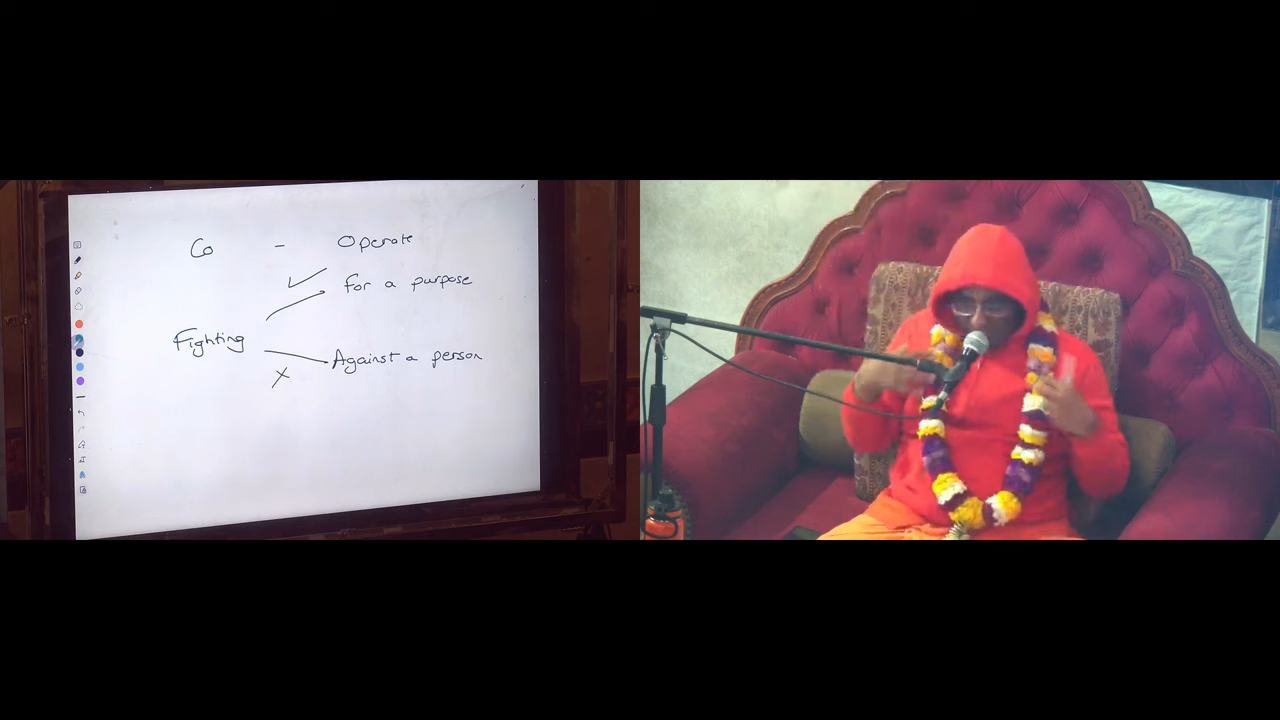 Co - Operate
✓ for a purpose
Fighting
✗ Against a person